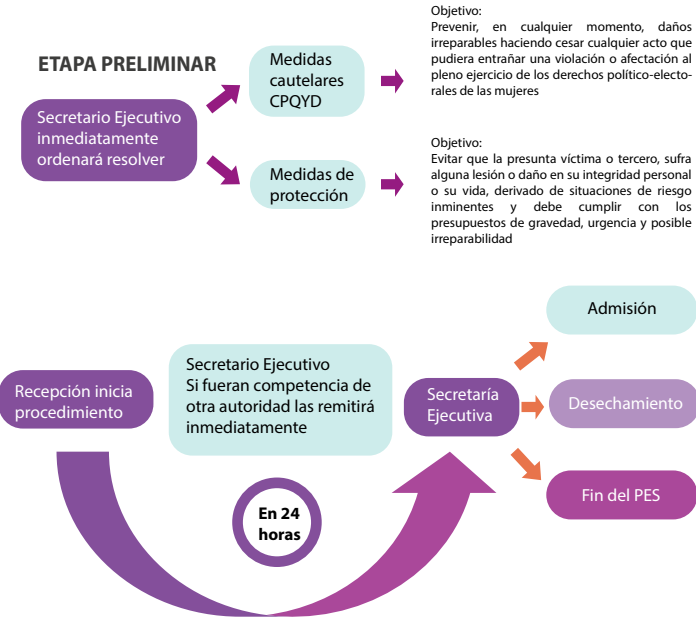 ETAPA PRELIMINAR
Secretario Ejecutivo
inmediatamente
ordenará resolver
Medidas
cautelares
CPQYD
Objetivo:
Prevenir, en cualquier momento, daños
irreparables haciendo cesar cualquier acto que
pudiera entrañar una violación o afectación al
pleno ejercicio de los derechos político-electo-
rales de las mujeres
Medidas de
protección
Objetivo:
Evitar que la presunta víctima o tercero, sufra
alguna lesión o daño en su integridad personal
o su vida, derivado de situaciones de riesgo
inminentes y debe cumplir con los
presupuestos de gravedad, urgencia y posible
irreparabilidad
Recepción inicia
procedimiento
Secretario Ejecutivo
Si fueran competencia de
otra autoridad las remitirá
inmediatamente
En 24
horas
Secretaría
Ejecutiva
Admisión
Desechamiento
Fin del PES